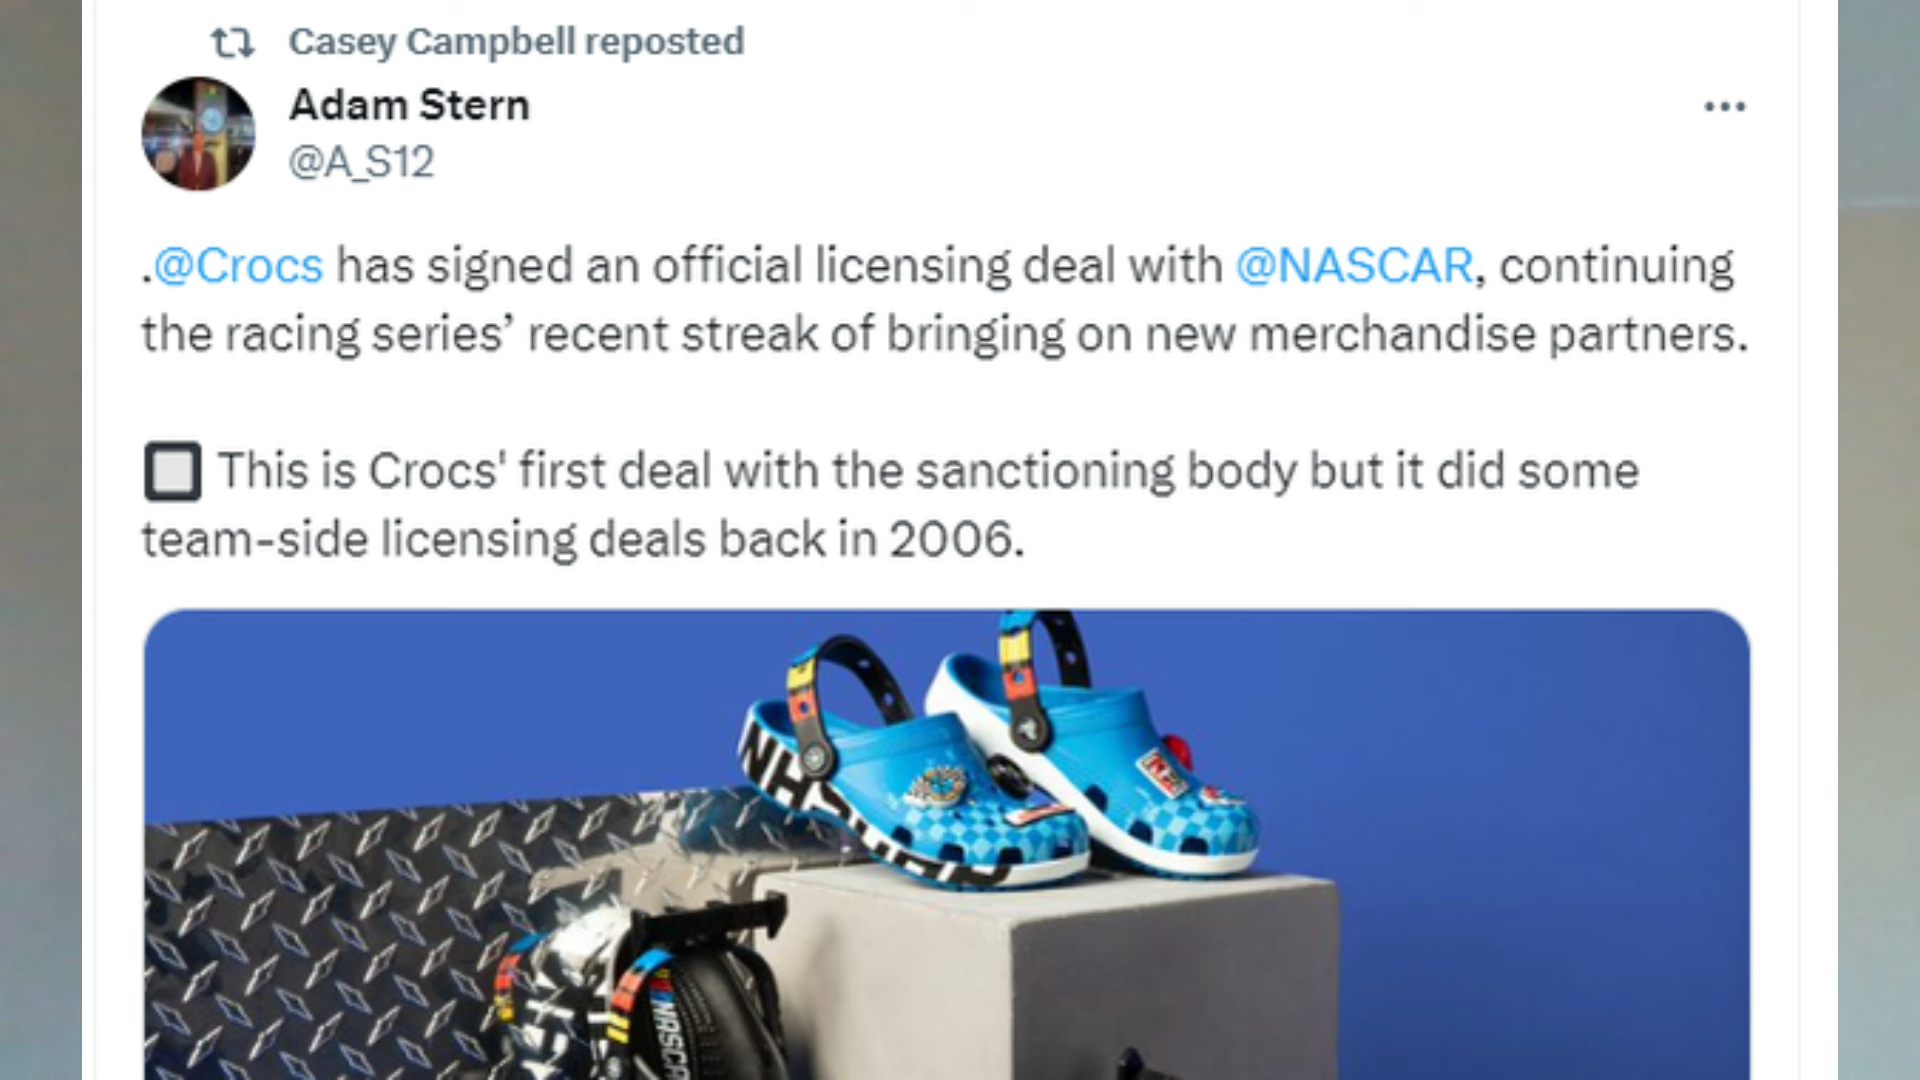 Casey Campbell reposted
Adam Stern
@A_S12
.@Crocs has signed an official licensing deal with @NASCAR, continuing
the racing series’ recent streak of bringing on new merchandise partners.
This is Crocs' first deal with the sanctioning body but it did some
team-side licensing deals back in 2006.
NASCAR